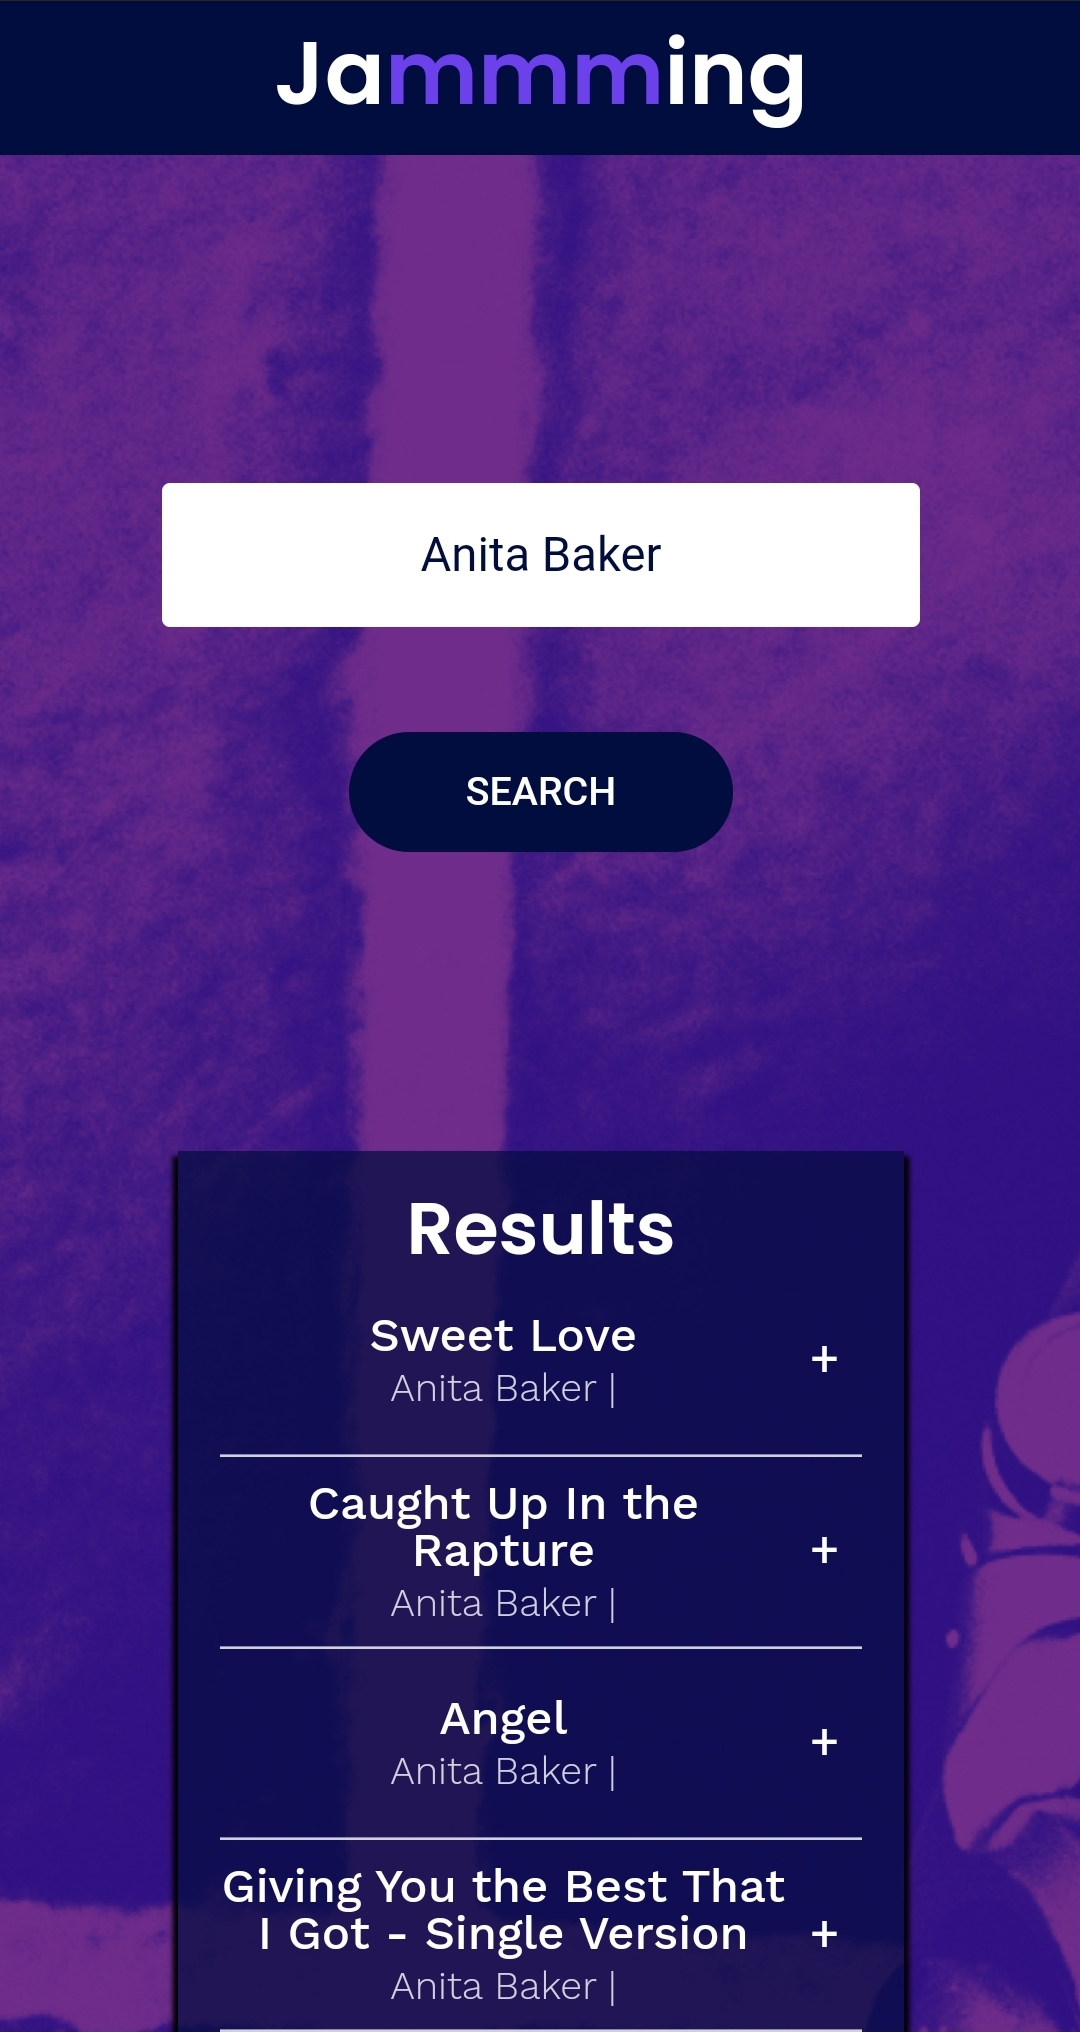 Jammming
Anita Baker
SEARCH
Results
Sweet Love
Anita Baker |
+
Caught Up In the
Rapture
Anita Baker |
+
Angel
Anita Baker |
+
Giving You the Best That
I Got - Single Version
Anita Baker |
+